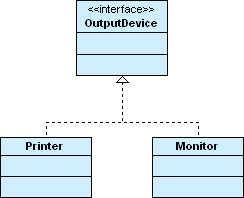 <<interface>>
OutputDevice
Printer
Monitor